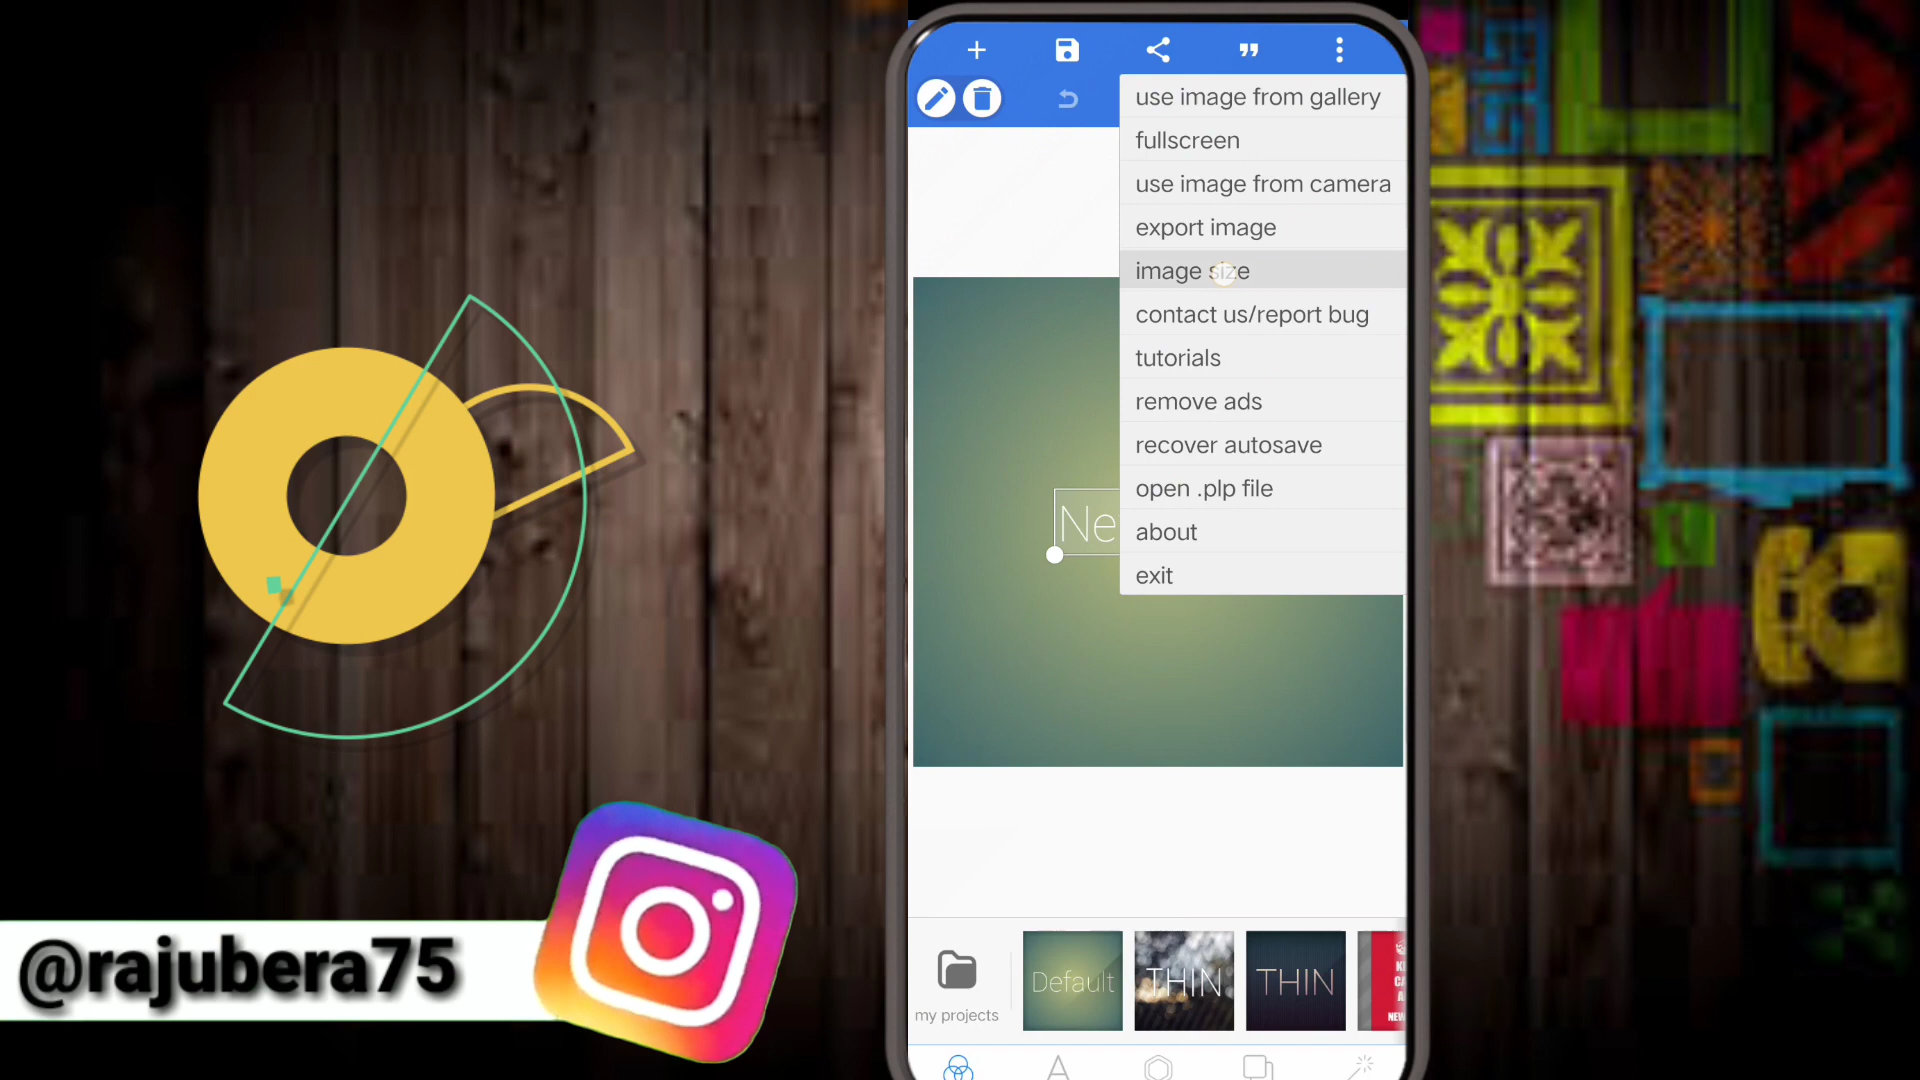 use image from gallery
fullscreen
use image from camera
export image
image size
contact us/report bug
tutorials
remove ads
recover autosave
open .plp file
about
exit
Ne
my projects
Default
THIN
THIN
NEW
@rajubera75